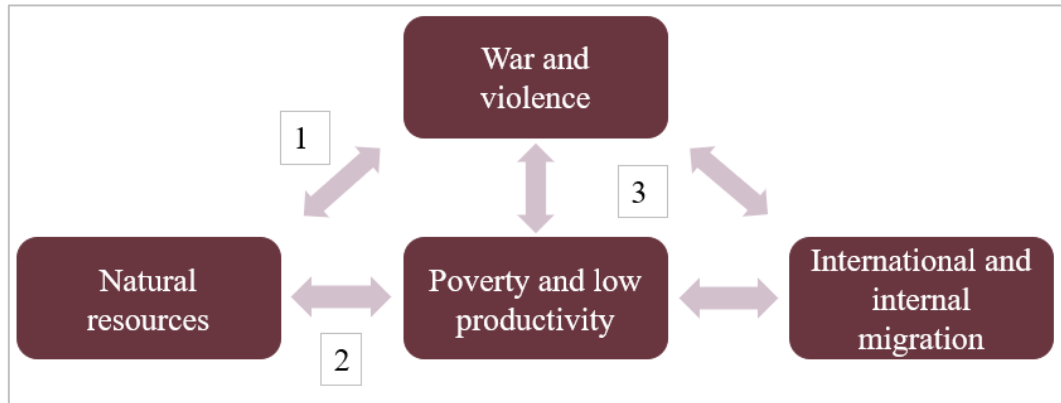 War and
violence
1
3
Natural
resources
Poverty and low
productivity
International and
internal
migration
2